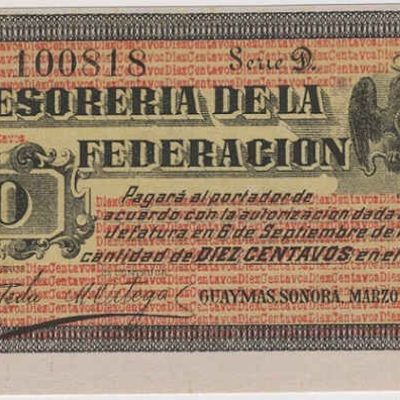 100818 Serie D.
ESORERIA DE LA
FEDERACION
Pagará al portador de
acuerdo con la autorizacion dada
Jefatura en 6 de Septiembre de
cantidad de DIEZ CENTAVOS, en e
GUAYMAS, SONORA, MARZO